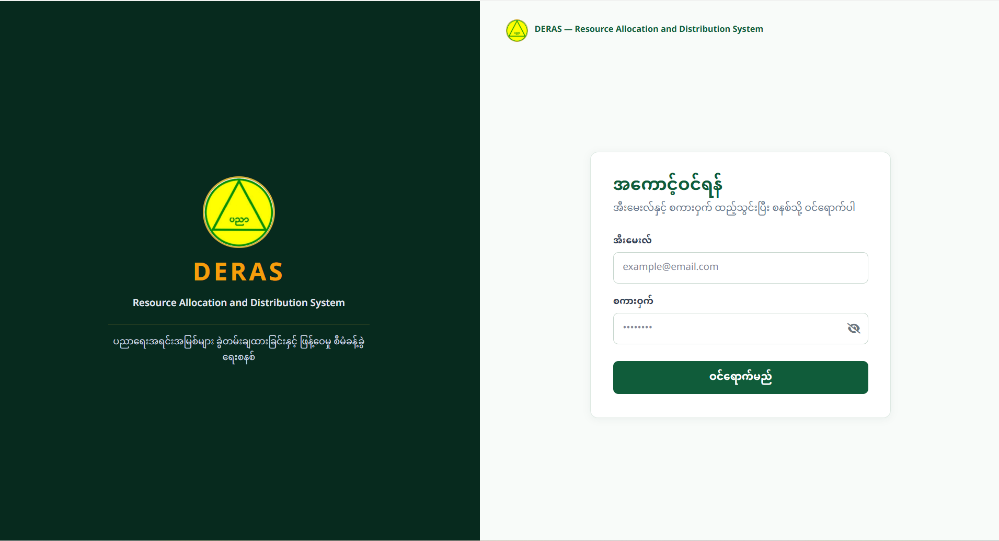 ပညာ
DERAS
Resource Allocation and Distribution System
ပညာရေးအရင်းအမြစ်များ ခွဲတမ်းချထားခြင်းနှင့် ဖြန့်ဝေမှု စီမံခန့်ခွဲ
ရေးစနစ်
ပညာ
DERAS — Resource Allocation and Distribution System
အကောင့်ဝင်ရန်
အီးမေးလ်နှင့် စကားဝှက် ထည့်သွင်းပြီး စနစ်သို့ ဝင်ရောက်ပါ
အီးမေးလ်
example@email.com
စကားဝှက်
••••••••
ဝင်ရောက်မည်